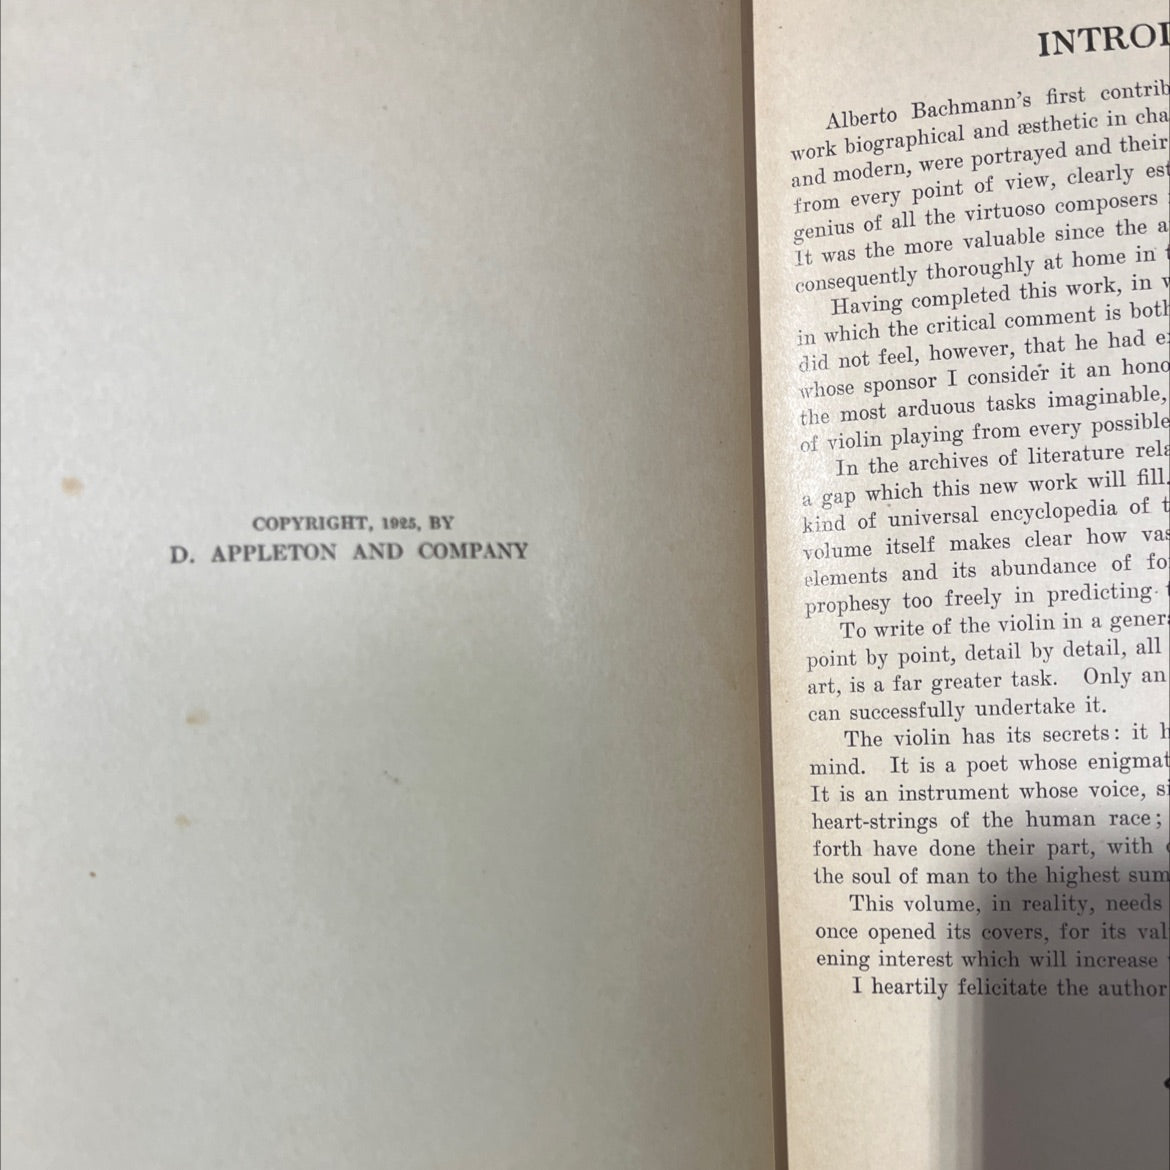 COPYRIGHT, 1925, BY
D. APPLETON AND COMPANY
Alberto Bachmann's first contrib
work biographical and æsthetic in cha
and modern, were portrayed and their
from every point of view, clearly est
genius of all the virtuoso composers
It was the more valuable since the a
consequently thoroughly at home in t
Having completed this work, in w
in which the critical comment is both
did not feel, however, that he had e
whose sponsor I consider it an hono
the most arduous tasks imaginable,
of violin playing from every possible
In the archives of literature rela
a gap which this new work will fill.
kind of universal encyclopedia of t
volume itself makes clear how vas
elements and its abundance of fo
prophesy too freely in predicting t
To write of the violin in a genera
point by point, detail by detail, all
art, is a far greater task. Only an
can successfully undertake it.
The violin has its secrets: it h
mind. It is a poet whose enigmat
It is an instrument whose voice, si
heart-strings of the human race;
forth have done their part, with
the soul of man to the highest sum
This volume, in reality, needs
once opened its covers, for its val
ening interest which will increase
I heartily felicitate the author